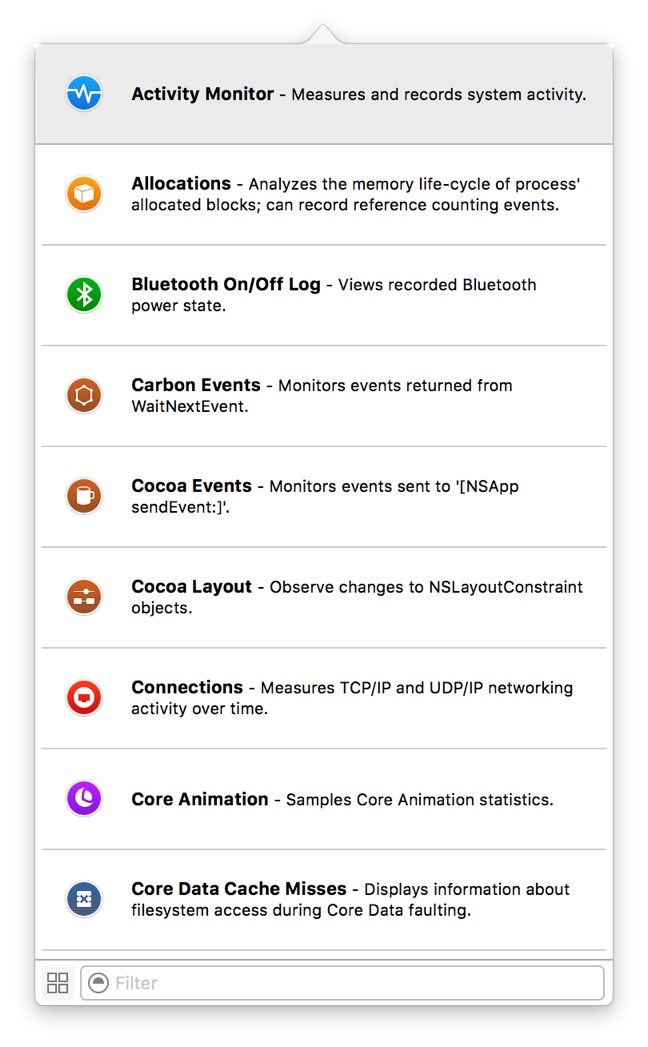 Activity Monitor - Measures and records system activity.
Allocations - Analyzes the memory life-cycle of process'
allocated blocks; can record reference counting events.
Bluetooth On/Off Log - Views recorded Bluetooth
power state.
Carbon Events - Monitors events returned from
WaitNextEvent.
Cocoa Events - Monitors events sent to '[NSApp
sendEvent:]'.
Cocoa Layout - Observe changes to NSLayoutConstraint
objects.
Connections - Measures TCP/IP and UDP/IP networking
activity over time.
Core Animation - Samples Core Animation statistics.
Core Data Cache Misses - Displays information about
filesystem access during Core Data faulting.
Filter